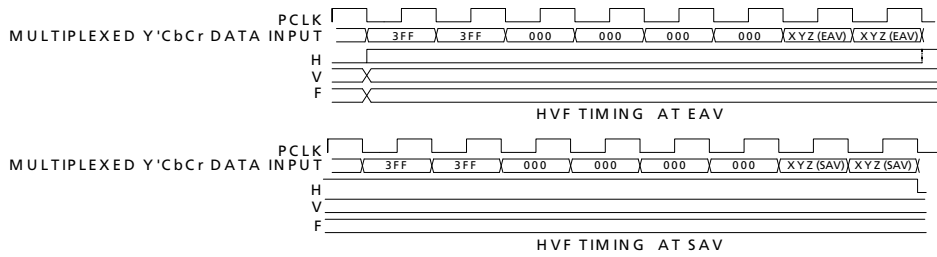 PCLK
MULTIPLEXED Y'CbCr DATA INPUT 3FF 3FF 000 000 000 000 XYZ (EAV) XYZ (EAV)
H
V
F
HVF TIMING AT EAV
PCLK
MULTIPLEXED Y'CbCr DATA INPUT 3FF 3FF 000 000 000 000 XYZ (SAV) XYZ (SAV)
H
V
F
HVF TIMING AT SAV